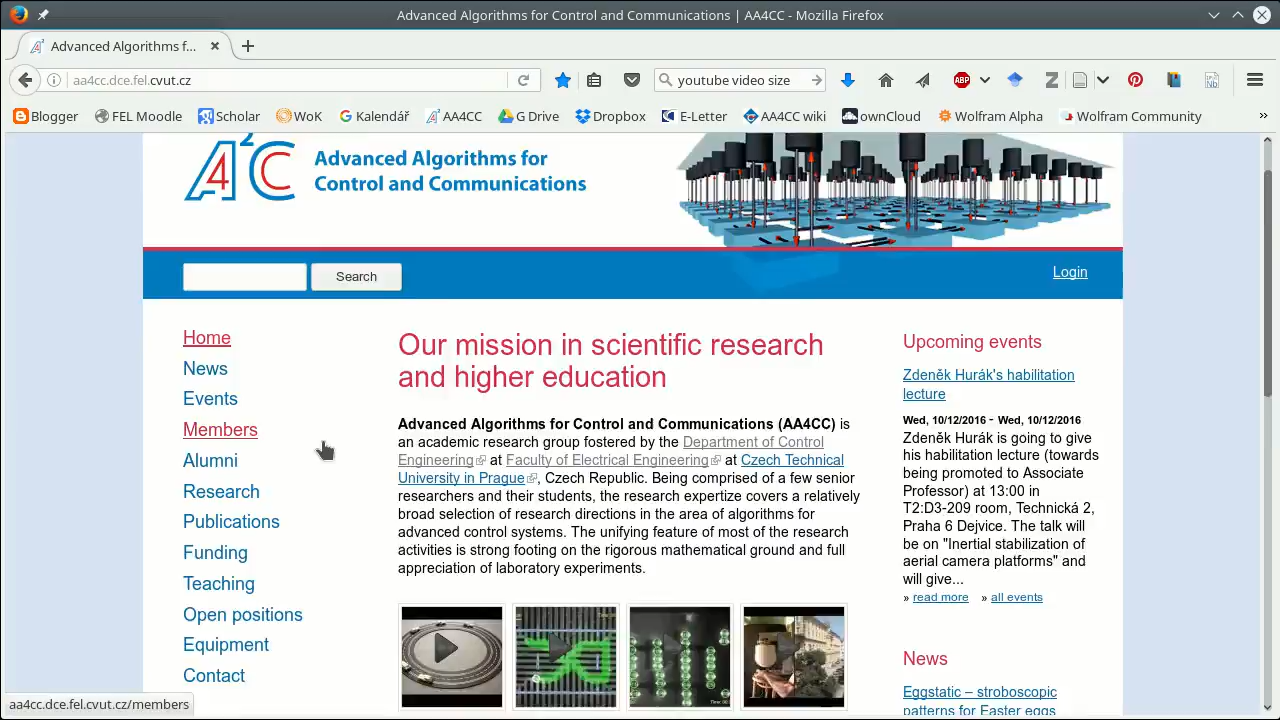 Advanced Algorithms for Control and Communications | AA4CC - Mozilla Firefox
Advanced Algorithms f...
aa4cc.dce.fel.cvut.cz
youtube video size
ABP
Blogger FEL Moodle Scholar WoK Kalendář AA4CC G Drive Dropbox E-Letter AA4CC wiki ownCloud Wolfram Alpha Wolfram Community »
A4²C
Advanced Algorithms for
Control and Communications
Search
Login
Home
News
Events
Members
Alumni
Research
Publications
Funding
Teaching
Open positions
Equipment
Contact
Our mission in scientific research
and higher education
Advanced Algorithms for Control and Communications (AA4CC) is
an academic research group fostered by the Department of Control
Engineering at Faculty of Electrical Engineering at Czech Technical
University in Prague, Czech Republic. Being comprised of a few senior
researchers and their students, the research expertize covers a relatively
broad selection of research directions in the area of algorithms for
advanced control systems. The unifying feature of most of the research
activities is strong footing on the rigorous mathematical ground and full
appreciation of laboratory experiments.
Upcoming events
Zdeněk Hurák's habilitation
lecture
Wed, 10/12/2016 - Wed, 10/12/2016
Zdeněk Hurák is going to give
his habilitation lecture (towards
being promoted to Associate
Professor) at 13:00 in
T2:D3-209 room, Technická 2,
Praha 6 Dejvice. The talk will
be on "Inertial stabilization of
aerial camera platforms" and
will give...
» read more » all events
News
Eggstatic – stroboscopic
patterns for Easter eggs
aa4cc.dce.fel.cvut.cz/members